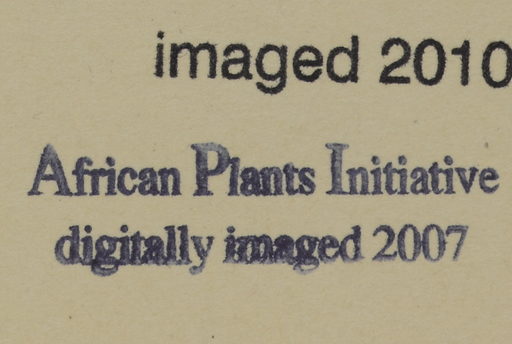 imaged 2010
African Plants Initiative
digitally imaged 2007